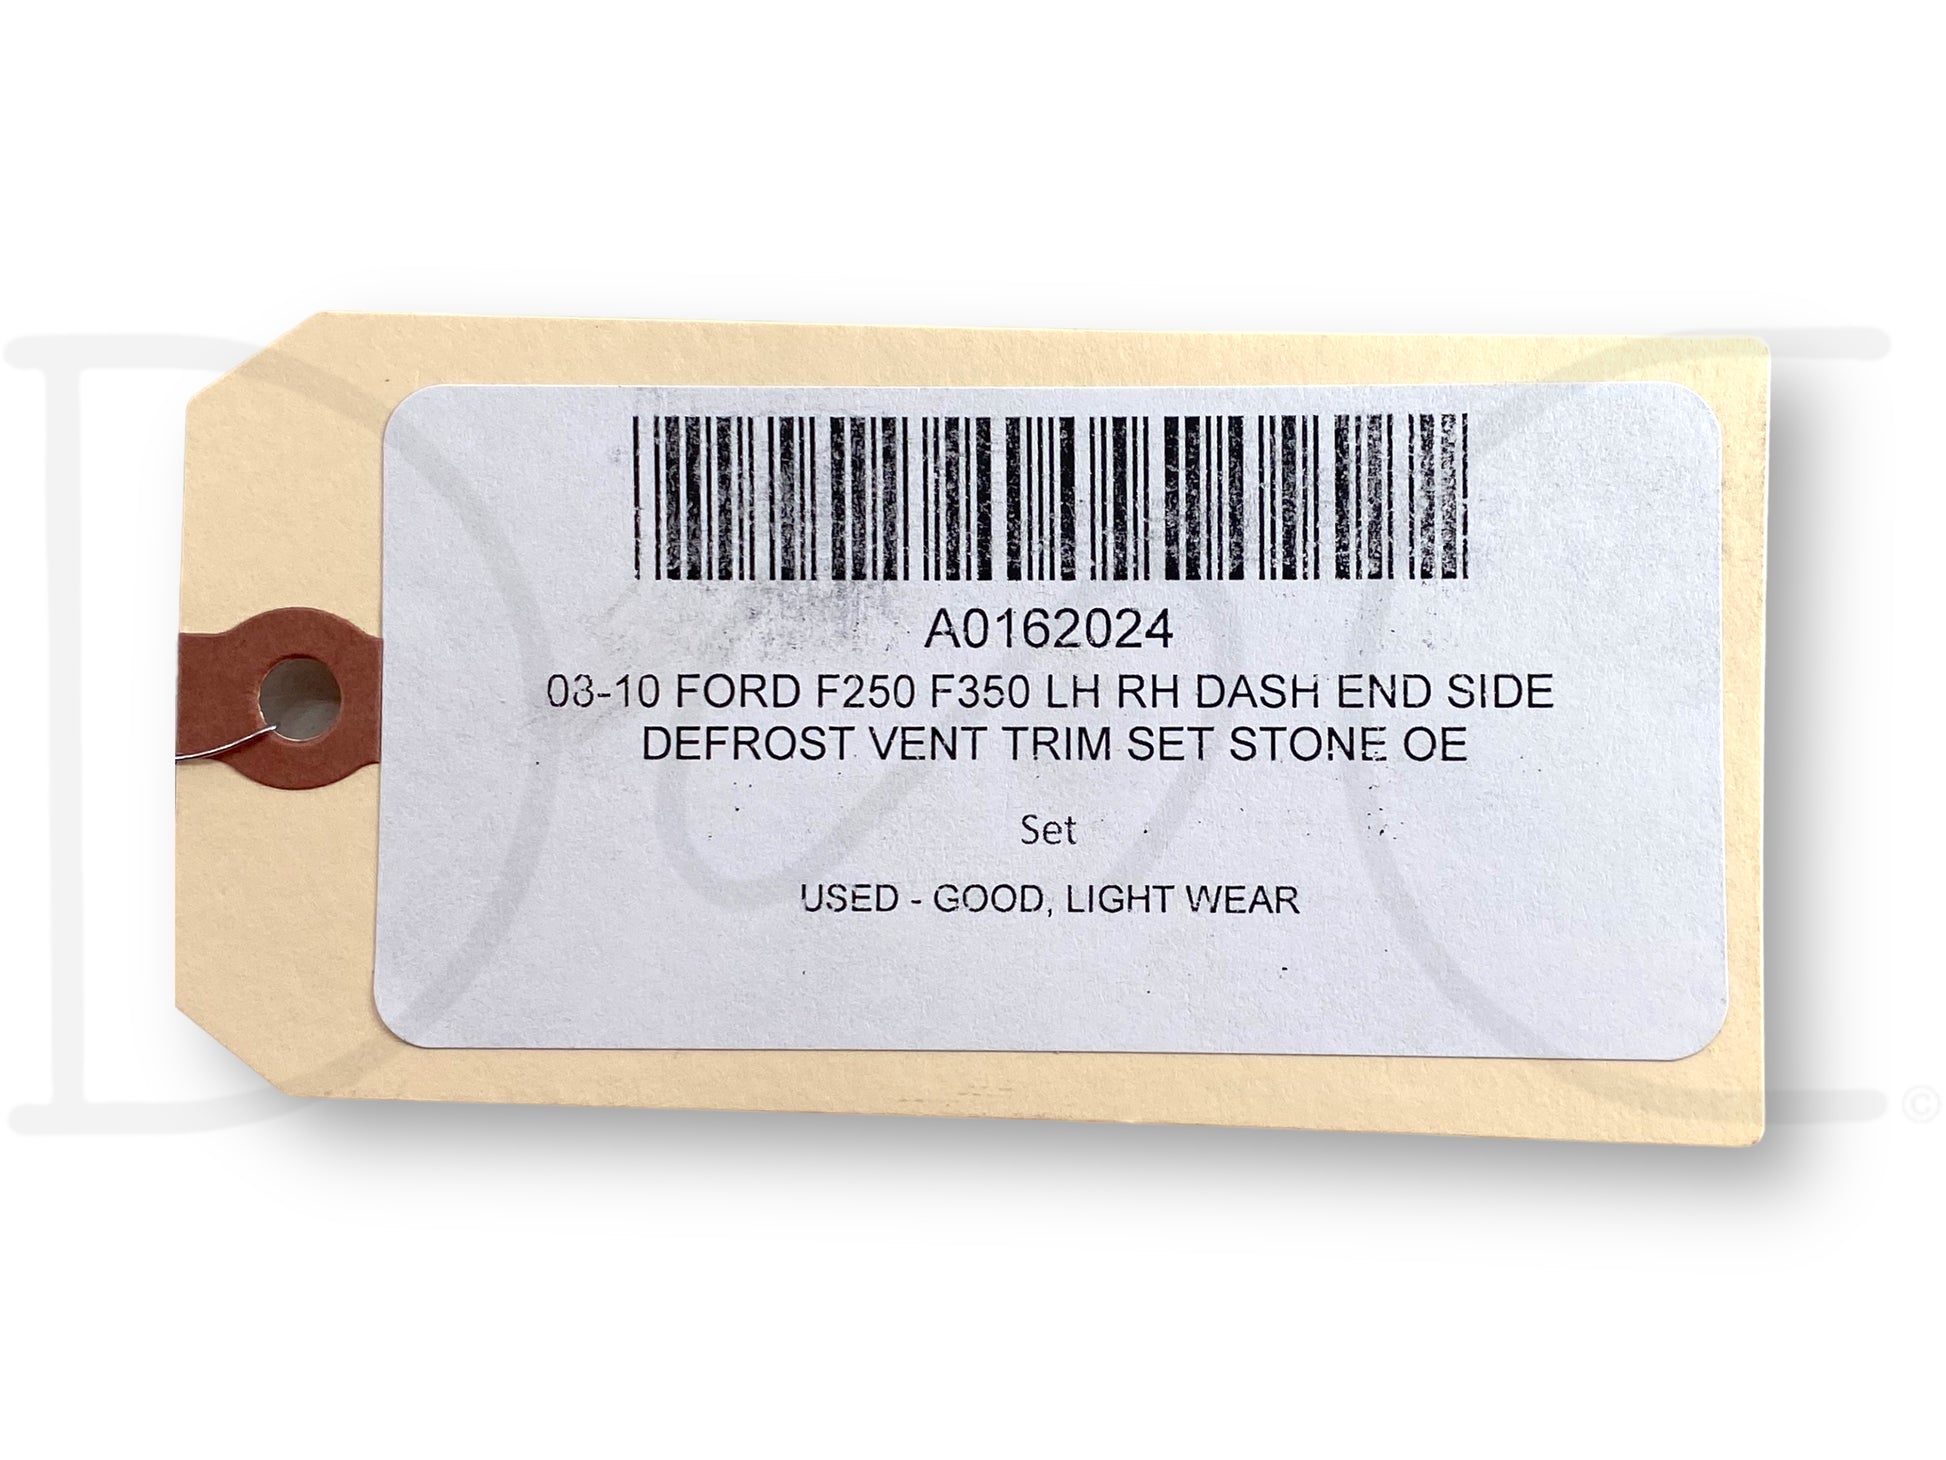 A0162024
08-10 FORD F250 F350 LH RH DASH END SIDE
DEFROST VENT TRIM SET STONE OE
Set
USED - GOOD, LIGHT WEAR
©